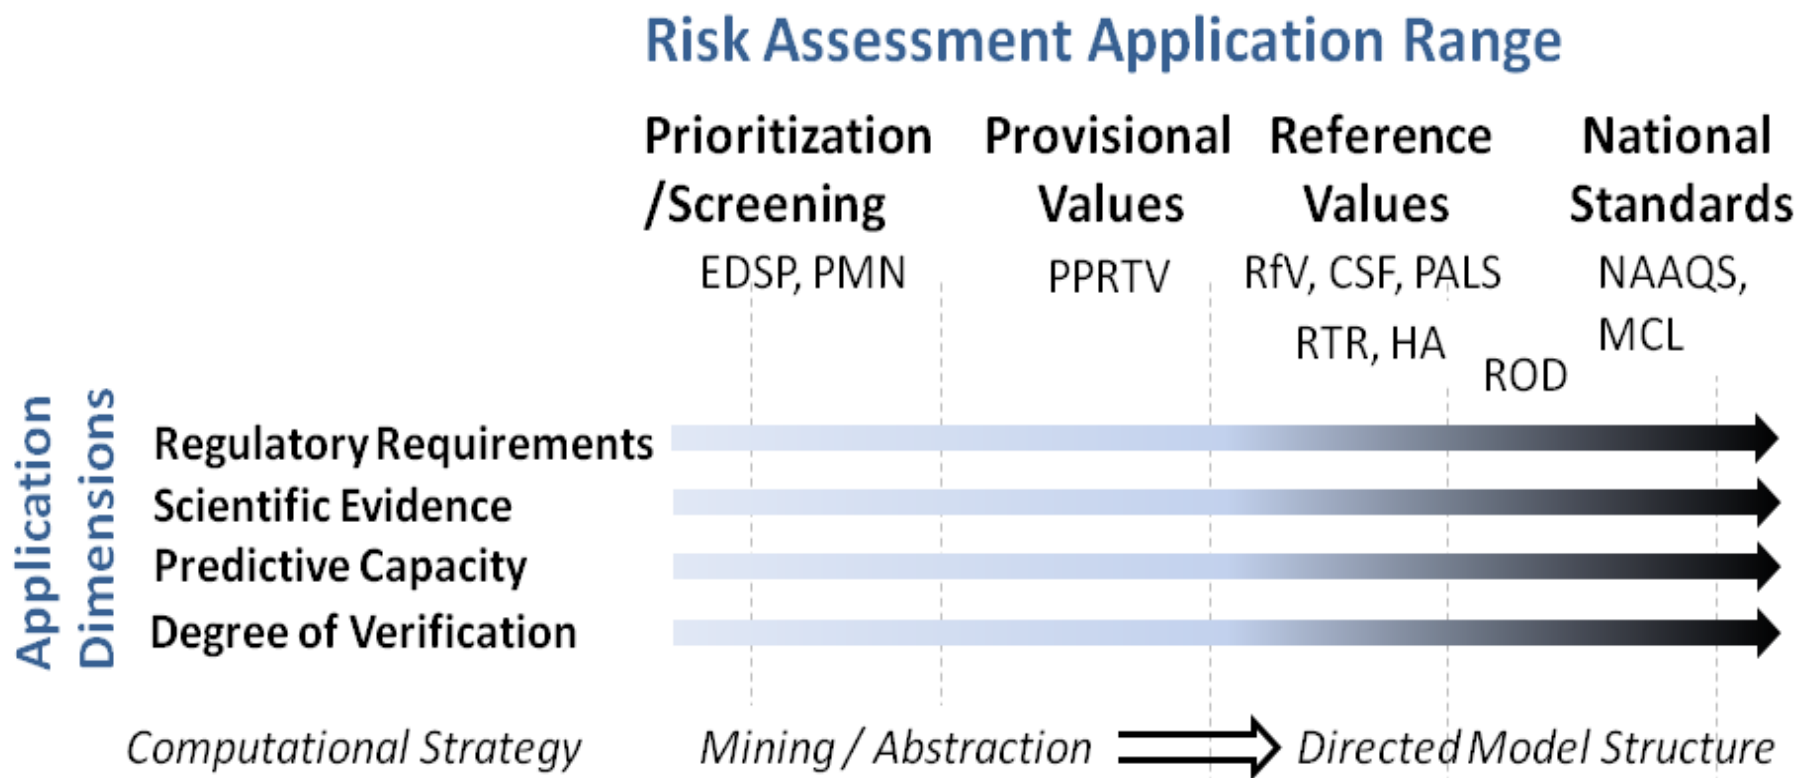 Risk Assessment Application Range
Prioritization
/Screening
Provisional
Values
Reference
Values
National
Standards
EDSP, PMN
PPRTV
RfV, CSF, PALS
RTR, HA
ROD
NAAQS,
MCL
Application
Dimensions
Regulatory Requirements
Scientific Evidence
Predictive Capacity
Degree of Verification
Computational Strategy
Mining / Abstraction
Directed Model Structure